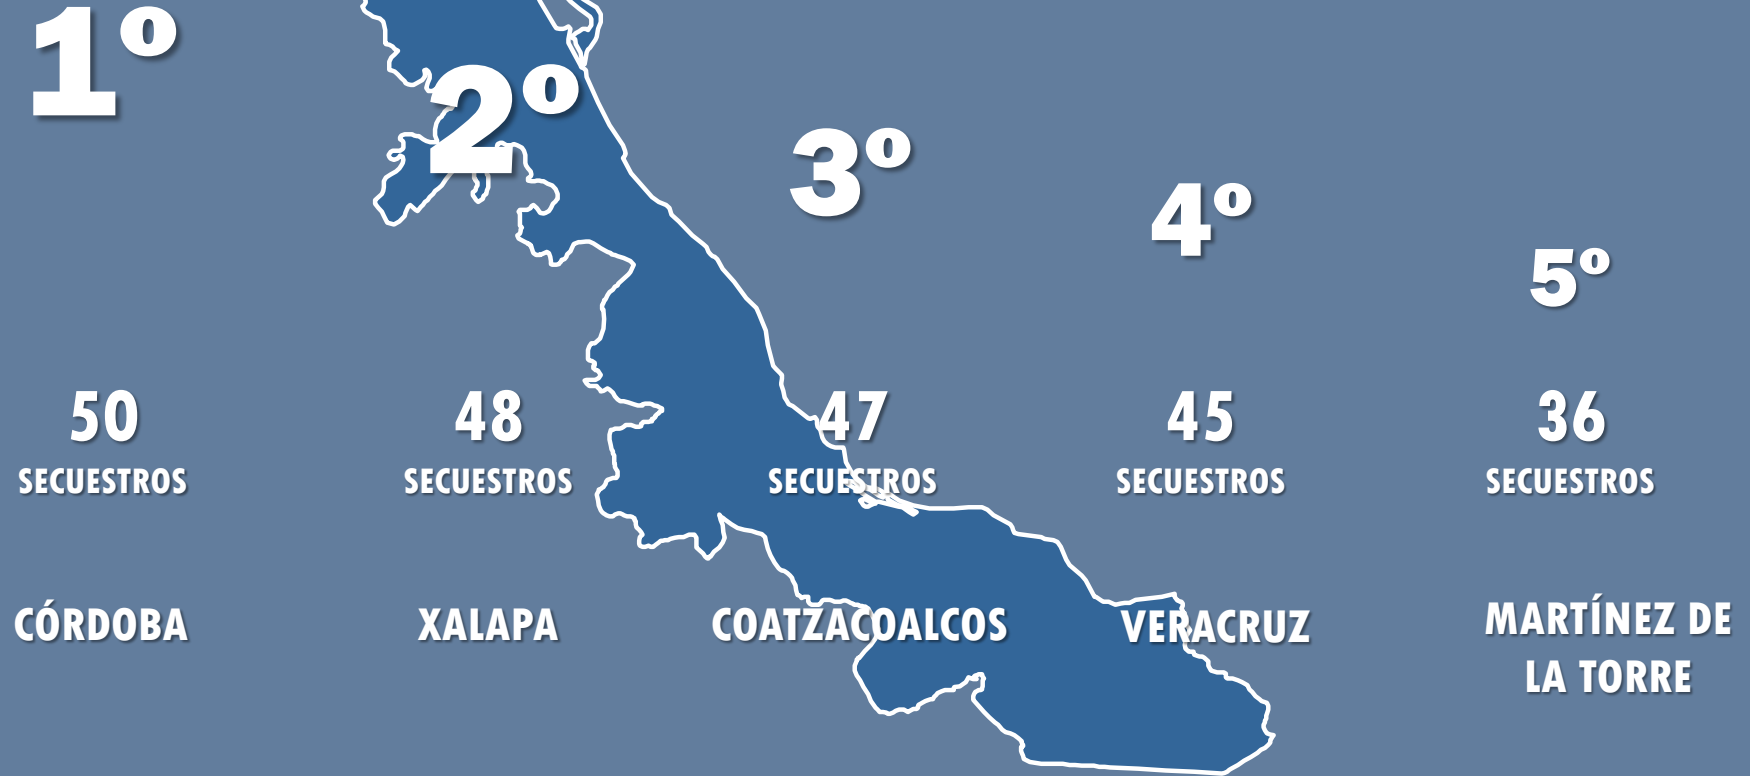 1º
2º
3º
4º
5º
50
48
47
45
36
SECUESTROS
SECUESTROS
SECUESTROS
SECUESTROS
SECUESTROS
CÓRDOBA
XALAPA
COATZACOALCOS
VERACRUZ
MARTÍNEZ DE
LA TORRE